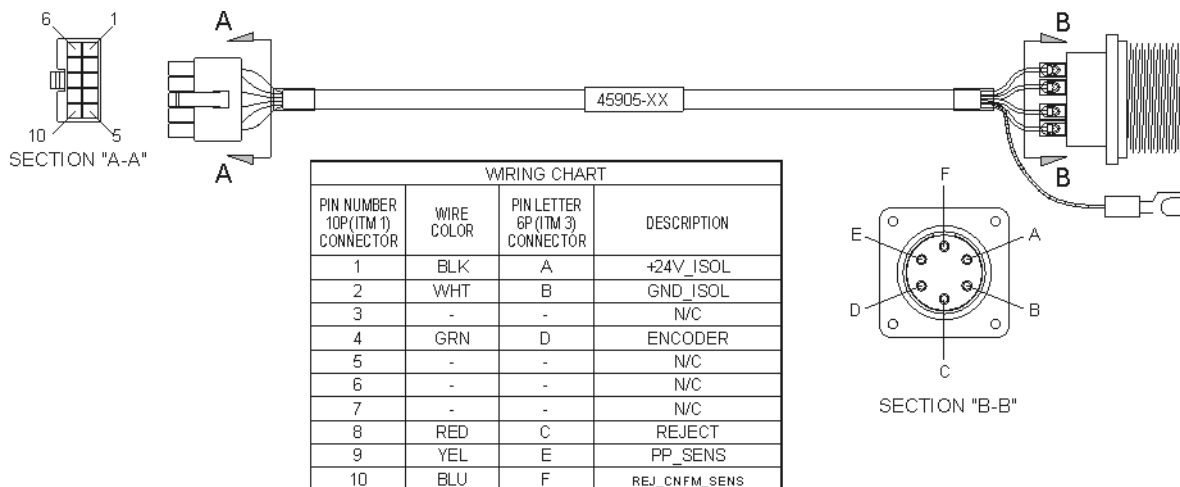 6 1
10 5
SECTION "A-A"
A
A
45905-XX
B
B
WIRING CHART
PIN NUMBER 10P(ITM 1) CONNECTOR WIRE COLOR PIN LETTER 6P(ITM 3) CONNECTOR DESCRIPTION
1 BLK A +24V_ISOL
2 WHT B GND_ISOL
3 - - N/C
4 GRN D ENCODER
5 - - N/C
6 - - N/C
7 - - N/C
8 RED C REJECT
9 YEL E PP_SENS
10 BLU F REJ_CNFM_SENS
F
E A
D B
C
SECTION "B-B"